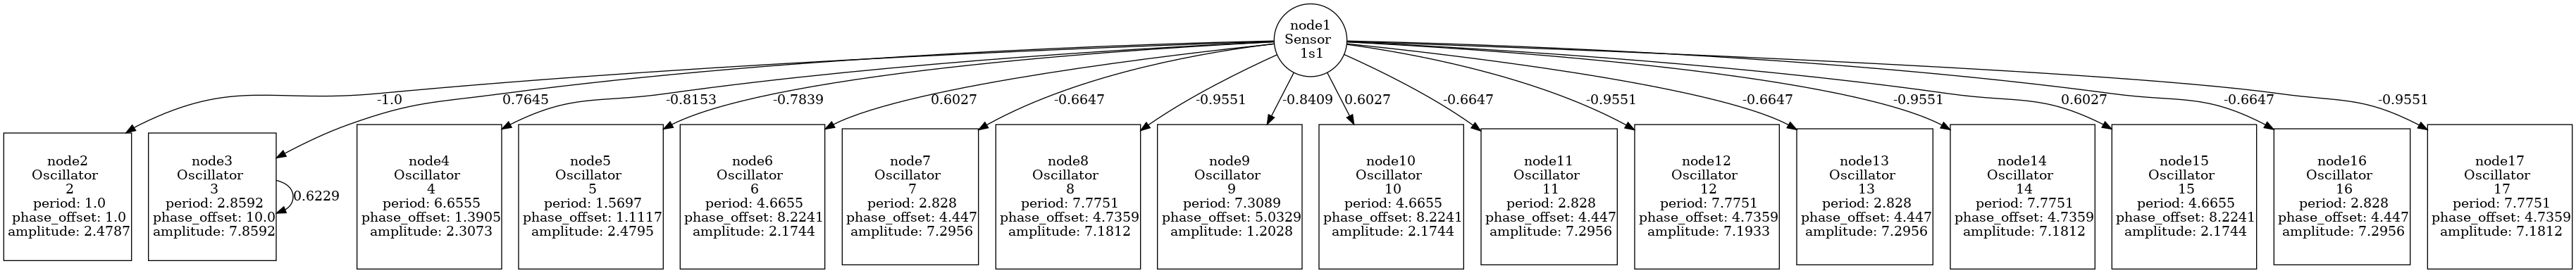 node1
Sensor
1s1
-1.0
0.7645
-0.8153
-0.7839
0.6027
-0.6647
-0.9551
-0.8409
0.6027
-0.6647
-0.9551
-0.6647
-0.9551
0.6027
-0.6647
-0.9551
node2
Oscillator
2
period: 1.0
phase_offset: 1.0
amplitude: 2.4787
node3
Oscillator
3
period: 2.8592
phase_offset: 10.0
amplitude: 7.8592
0.6229
node4
Oscillator
4
period: 6.6555
phase_offset: 1.3905
amplitude: 2.3073
node5
Oscillator
5
period: 1.5697
phase_offset: 1.1117
amplitude: 2.4795
node6
Oscillator
6
period: 4.6655
phase_offset: 8.2241
amplitude: 2.1744
node7
Oscillator
7
period: 2.828
phase_offset: 4.447
amplitude: 7.2956
node8
Oscillator
8
period: 7.7751
phase_offset: 4.7359
amplitude: 7.1812
node9
Oscillator
9
period: 7.3089
phase_offset: 5.0329
amplitude: 1.2028
node10
Oscillator
10
period: 4.6655
phase_offset: 8.2241
amplitude: 2.1744
node11
Oscillator
11
period: 2.828
phase_offset: 4.447
amplitude: 7.2956
node12
Oscillator
12
period: 7.7751
phase_offset: 4.7359
amplitude: 7.1933
node13
Oscillator
13
period: 2.828
phase_offset: 4.447
amplitude: 7.2956
node14
Oscillator
14
period: 7.7751
phase_offset: 4.7359
amplitude: 7.1812
node15
Oscillator
15
period: 4.6655
phase_offset: 8.2241
amplitude: 2.1744
node16
Oscillator
16
period: 2.828
phase_offset: 4.447
amplitude: 7.2956
node17
Oscillator
17
period: 7.7751
phase_offset: 4.7359
amplitude: 7.1812